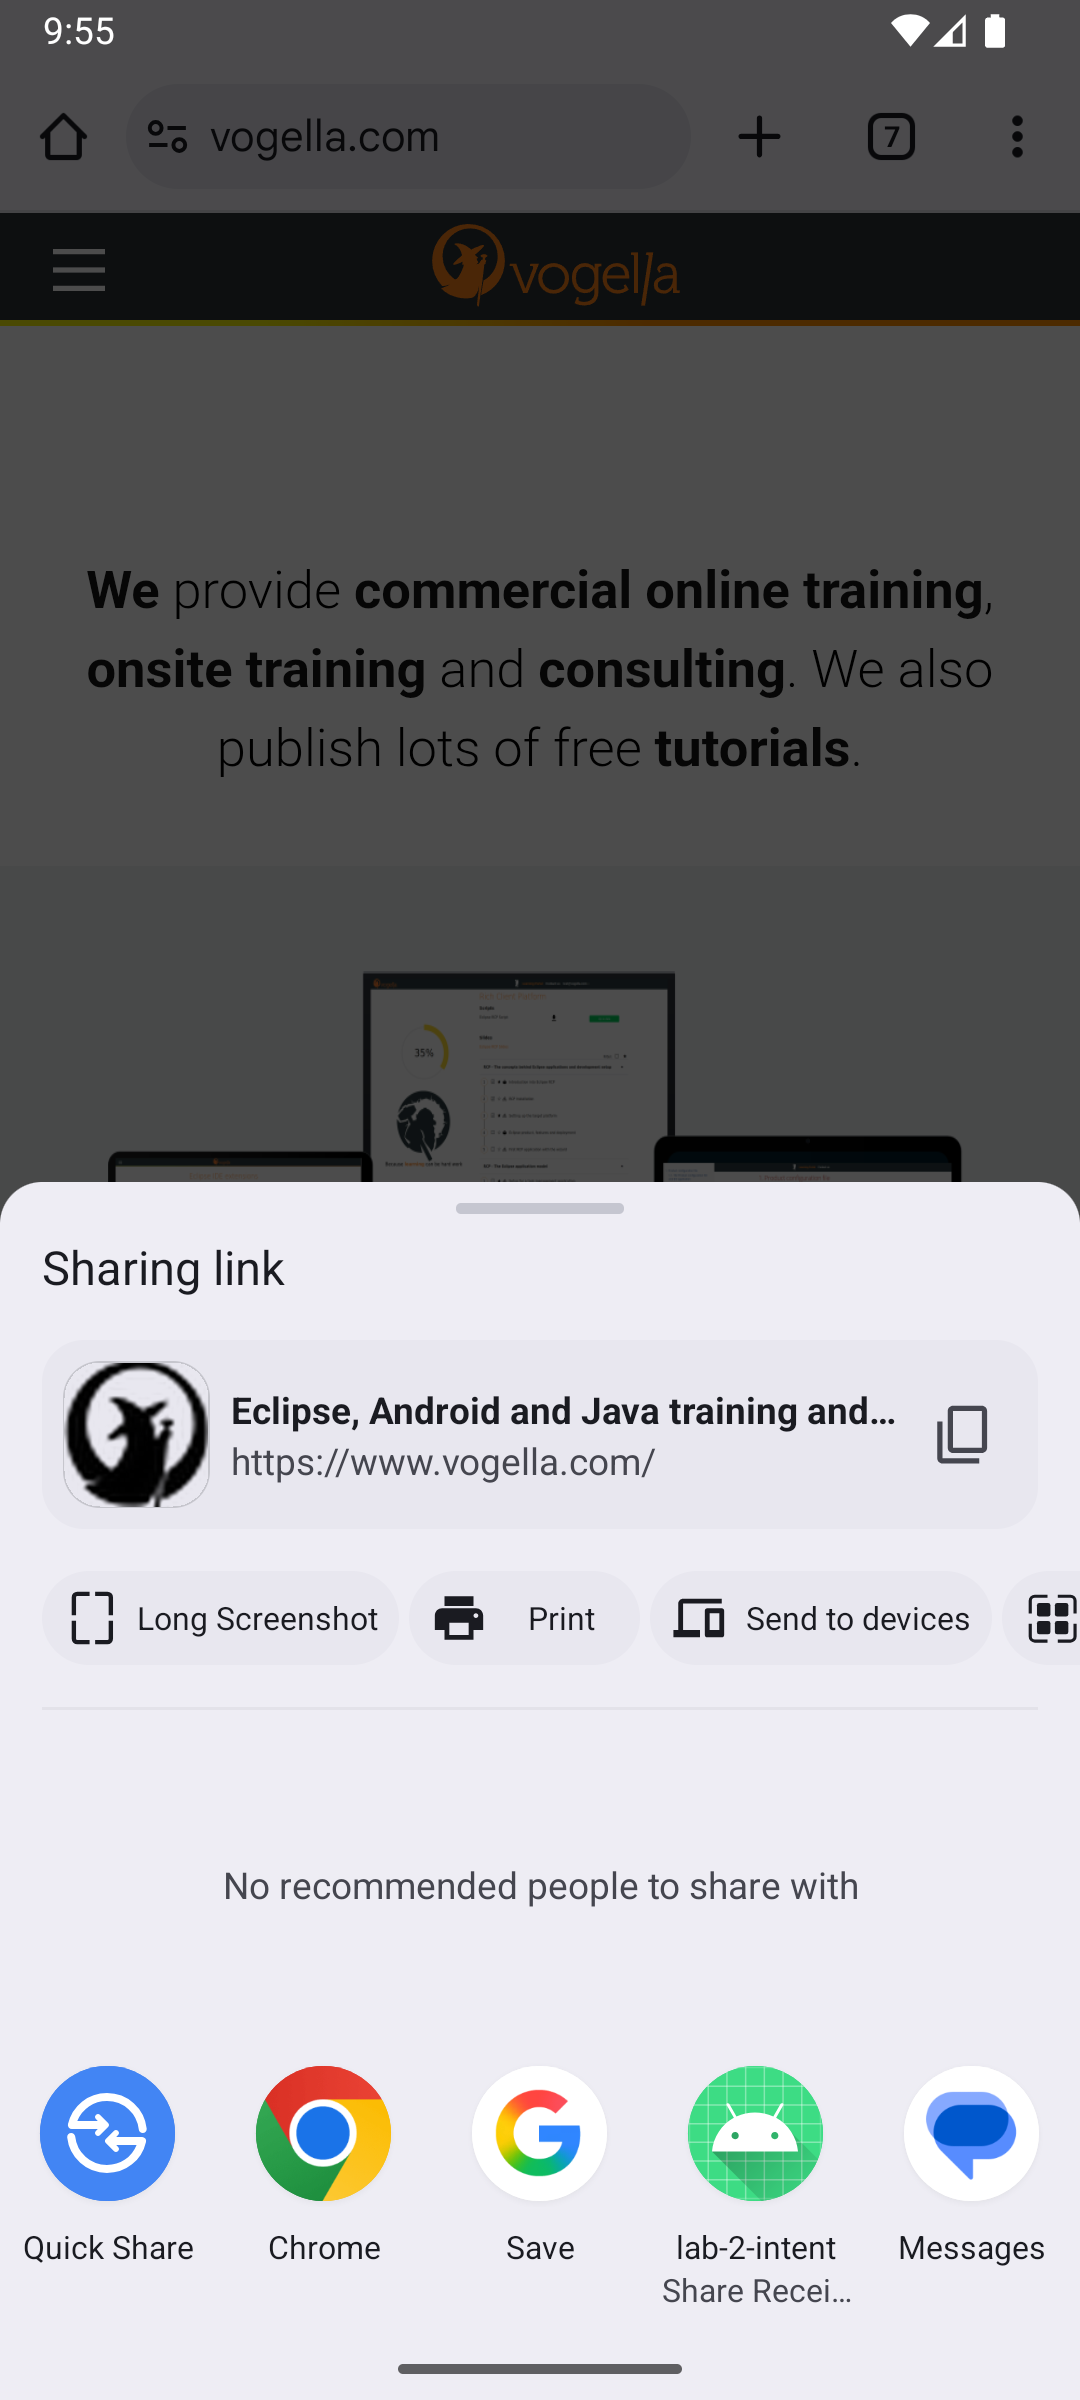 9:55
vogella.com
7
vogella
We provide commercial online training,
onsite training and consulting. We also
publish lots of free tutorials.
35%
Sharing link
Eclipse, Android and Java training and…
https://www.vogella.com/
Long Screenshot
Print
Send to devices
No recommended people to share with
Quick Share
Chrome
Save
lab-2-intent
Share Recei…
Messages